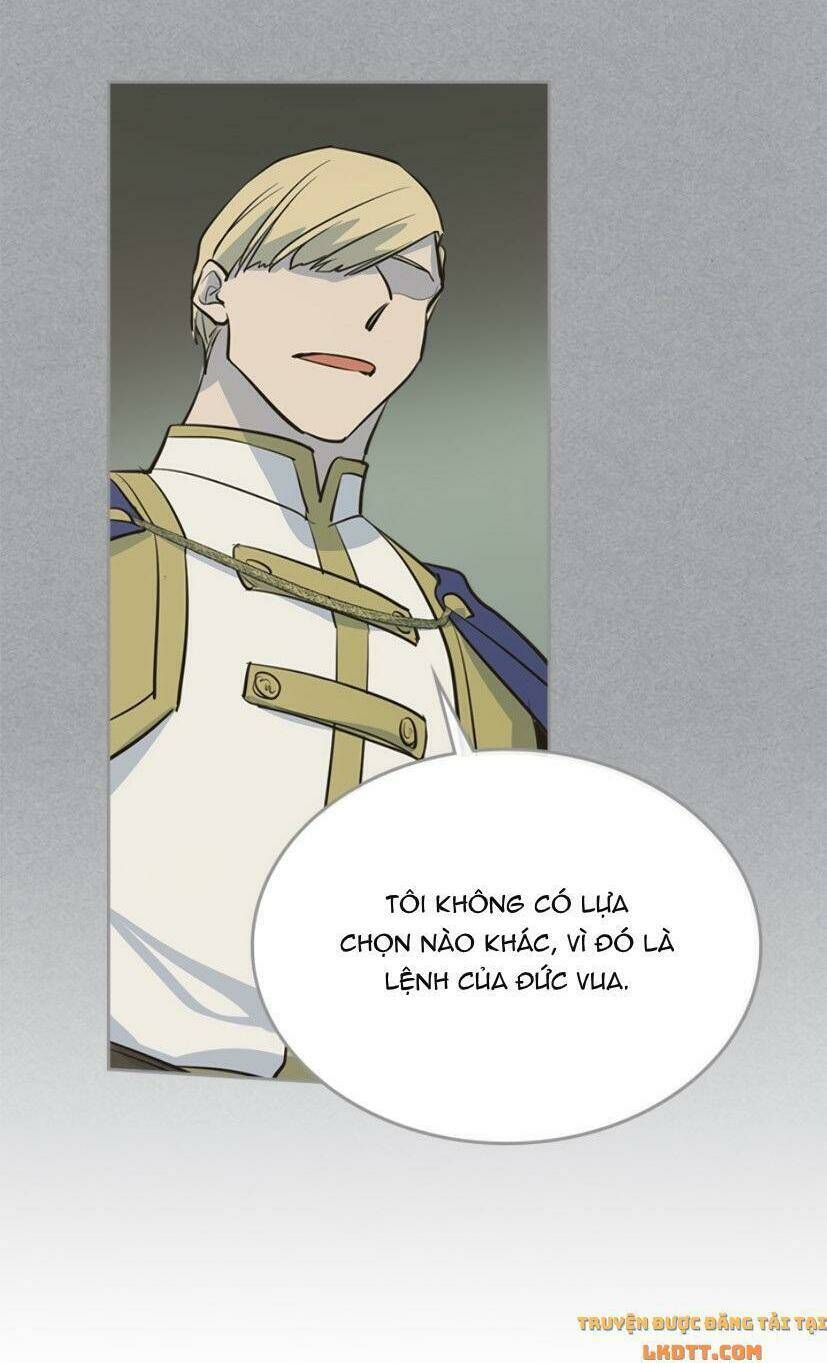 TÔI KHÔNG CÓ LỰA
CHỌN NÀO KHÁC, VÌ ĐÓ LÀ
LỆNH CỦA ĐỨC VUA.
TRUYỆN ĐƯỢC ĐĂNG TẢI TẠI
LKDTT.COM